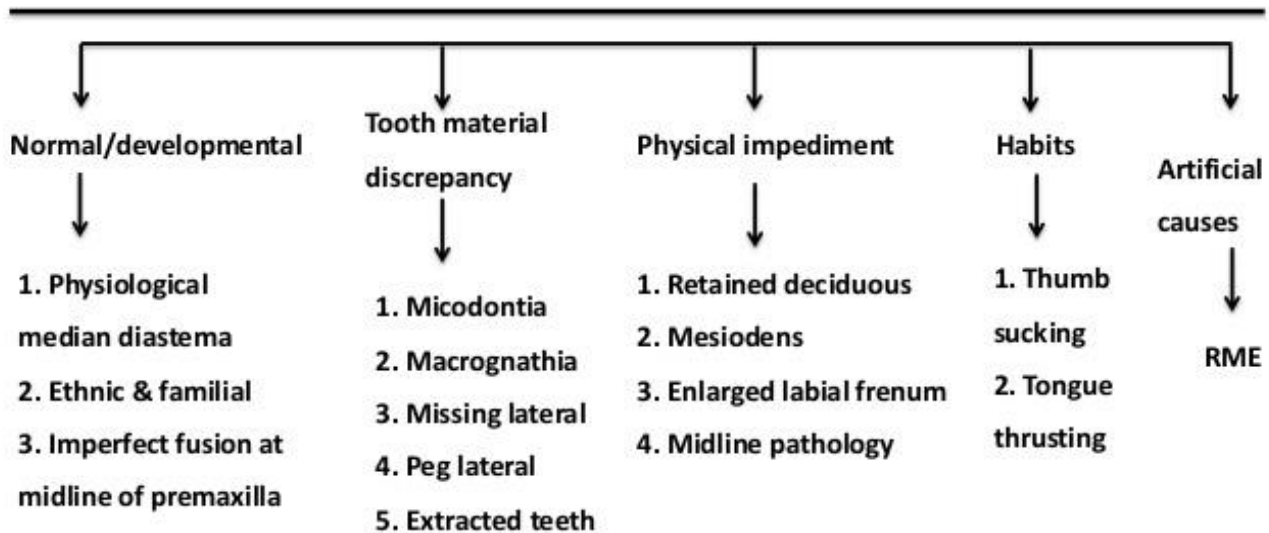 Normal/developmental
1. Physiological
median diastema
2. Ethnic & familial
3. Imperfect fusion at
midline of premaxilla
Tooth material
discrepancy
1. Micodontia
2. Macrognathia
3. Missing lateral
4. Peg lateral
5. Extracted teeth
Physical impediment
1. Retained deciduous
2. Mesiodens
3. Enlarged labial frenum
4. Midline pathology
Habits
1. Thumb
sucking
2. Tongue
thrusting
Artificial
causes
RME